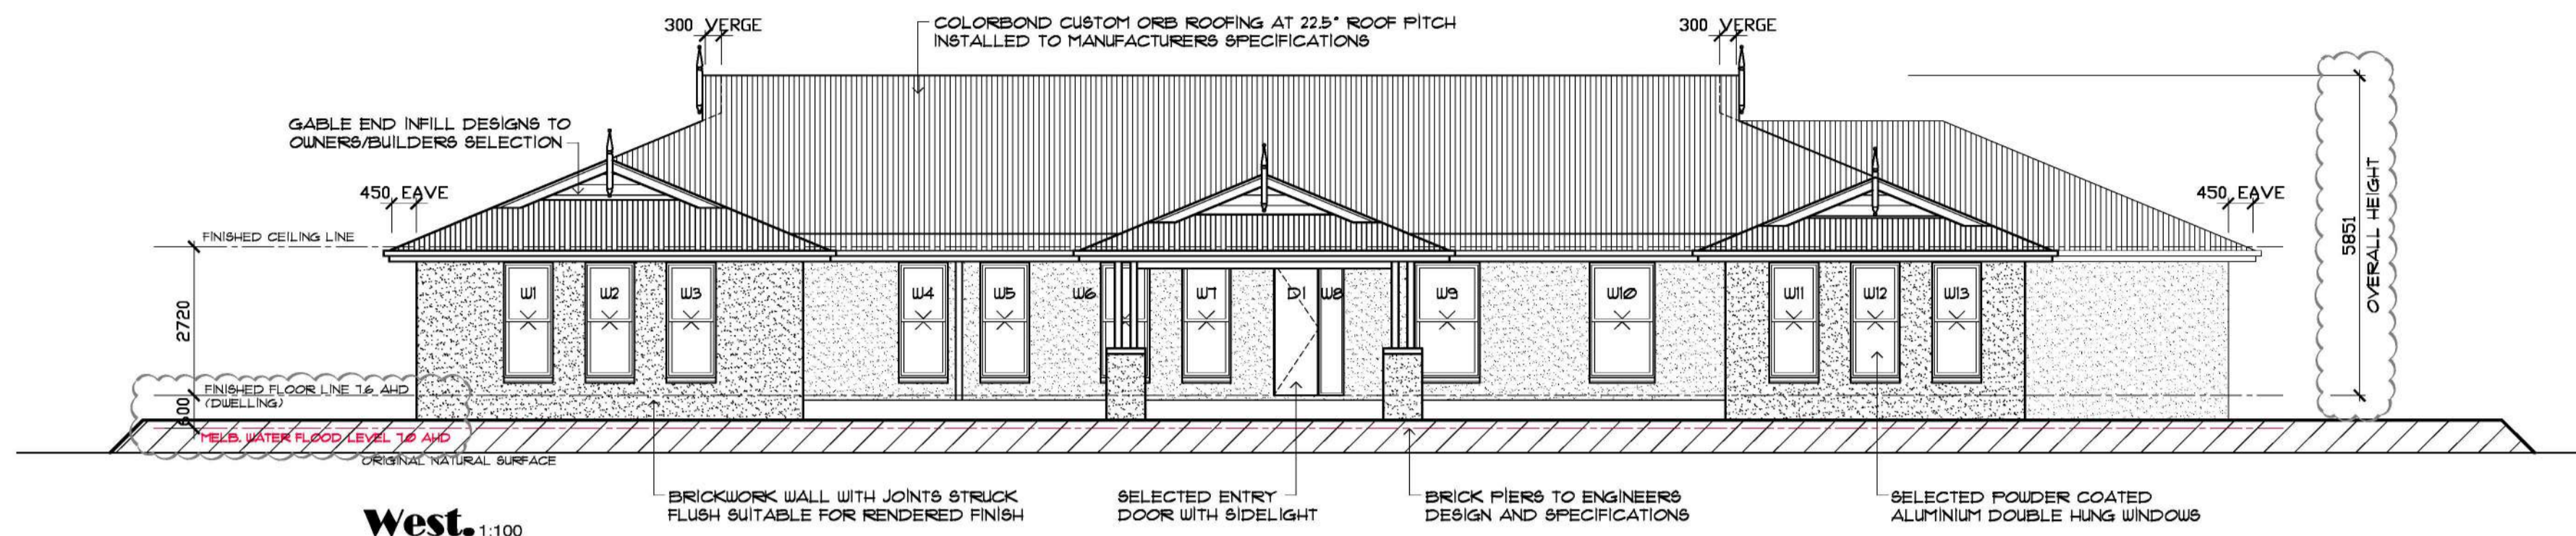 300 VERGE
COLORBOND CUSTOM ORB ROOFING AT 22.5° ROOF PITCH
INSTALLED TO MANUFACTURERS SPECIFICATIONS
300 VERGE
GABLE END INFILL DESIGNS TO
OWNERS/BUILDERS SELECTION
450 EAVE
450 EAVE
FINISHED CEILING LINE
5851
OVERALL HEIGHT
2720
W1
W2
W3
W4
W5
W6
W7
D1
W8
W9
W10
W11
W12
W13
FINISHED FLOOR LINE 7.6 AHD
(DWELLING)
600
MELB. WATER FLOOD LEVEL 7.0 AHD
ORIGINAL NATURAL SURFACE
BRICKWORK WALL WITH JOINTS STRUCK
FLUSH SUITABLE FOR RENDERED FINISH
SELECTED ENTRY
DOOR WITH SIDELIGHT
BRICK PIERS TO ENGINEERS
DESIGN AND SPECIFICATIONS
SELECTED POWDER COATED
ALUMINIUM DOUBLE HUNG WINDOWS
West. 1:100